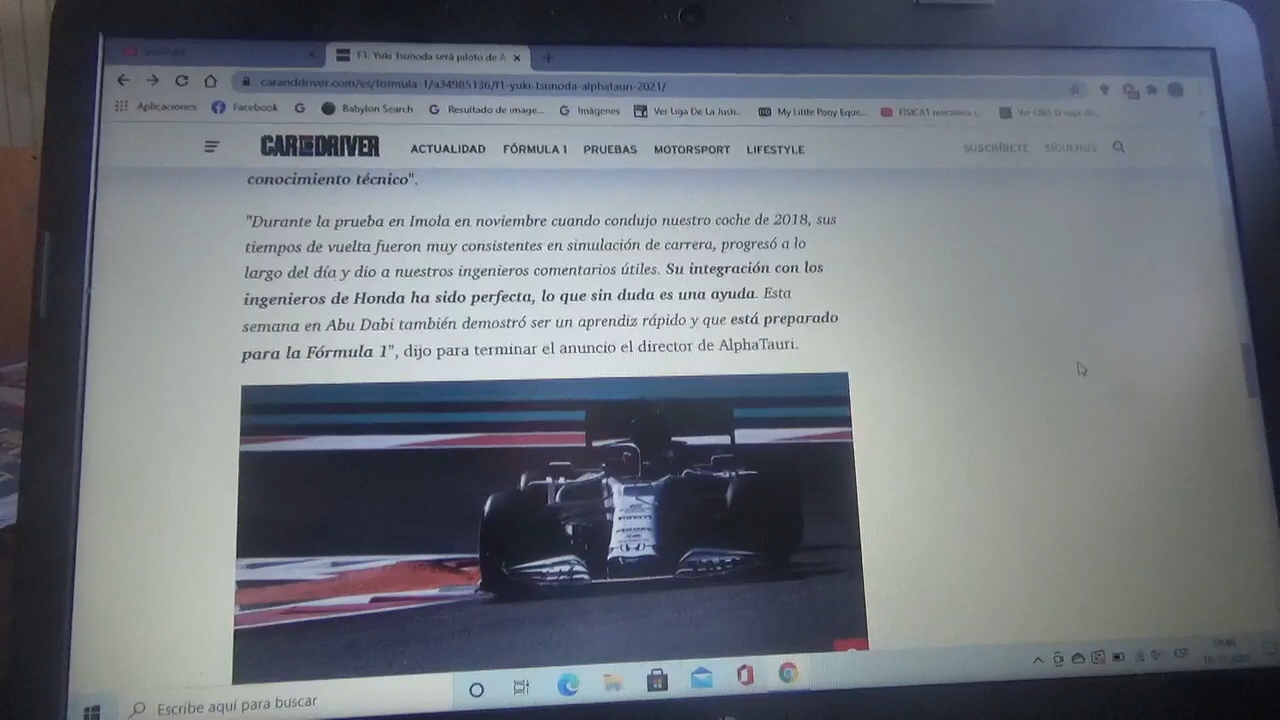 F1: Yuki Tsunoda será piloto de A
caranddriver.com/es/formula-1/a34985136/f1-yuki-tsunoda-alphatauri-2021/
Aplicaciones Facebook Babylon Search Resultado de image... Imágenes Ver Liga De La Justi... My Little Pony Eque...
CAR AND DRIVER ACTUALIDAD FÓRMULA 1 PRUEBAS MOTORSPORT LIFESTYLE SUSCRÍBETE SÍGUENOS
conocimiento técnico".
"Durante la prueba en Imola en noviembre cuando condujo nuestro coche de 2018, sus
tiempos de vuelta fueron muy consistentes en simulación de carrera, progresó a lo
largo del día y dio a nuestros ingenieros comentarios útiles. Su integración con los
ingenieros de Honda ha sido perfecta, lo que sin duda es una ayuda. Esta
semana en Abu Dabi también demostró ser un aprendiz rápido y que está preparado
para la Fórmula 1", dijo para terminar el anuncio el director de AlphaTauri.
Escribe aquí para buscar
ESP